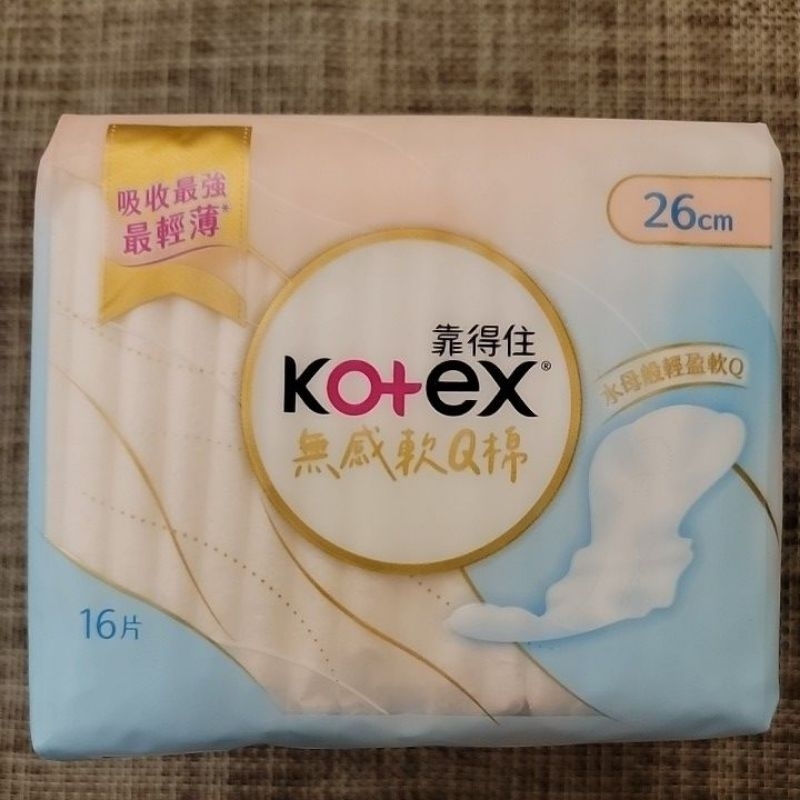 吸收最強
最輕薄*
26cm
靠得住
Kotex®
無感軟Q棉
水母般輕盈軟Q
16片